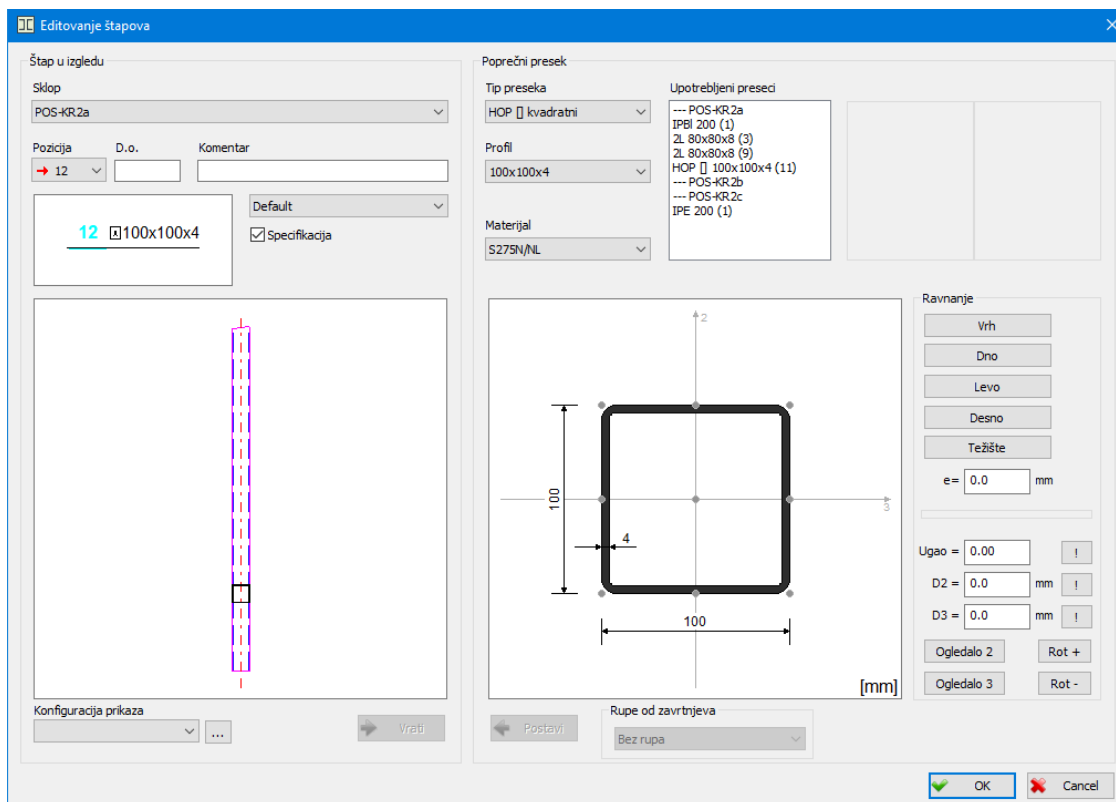 Editovanje štapova
Štap u izgledu
Sklop
POS-KR2a
Pozicija D.o. Komentar
12
Default
Specifikacija
12 100x100x4
Konfiguracija prikaza
...
Vrati
Poprečni presek
Tip preseka
HOP [] kvadratni
Profil
100x100x4
Materijal
S275N/NL
Upotrebljeni preseci
--- POS-KR2a
IPBl 200 (1)
2L 80x80x8 (3)
2L 80x80x8 (9)
HOP [] 100x100x4 (11)
--- POS-KR2b
--- POS-KR2c
IPE 200 (1)
2
3
100
4
100
[mm]
Postavi
Rupe od zavrtnjeva
Bez rupa
Ravnanje
Vrh
Dno
Levo
Desno
Težište
e= 0.0 mm
Ugao = 0.00 !
D2 = 0.0 mm !
D3 = 0.0 mm !
Ogledalo 2 Rot +
Ogledalo 3 Rot -
OK Cancel